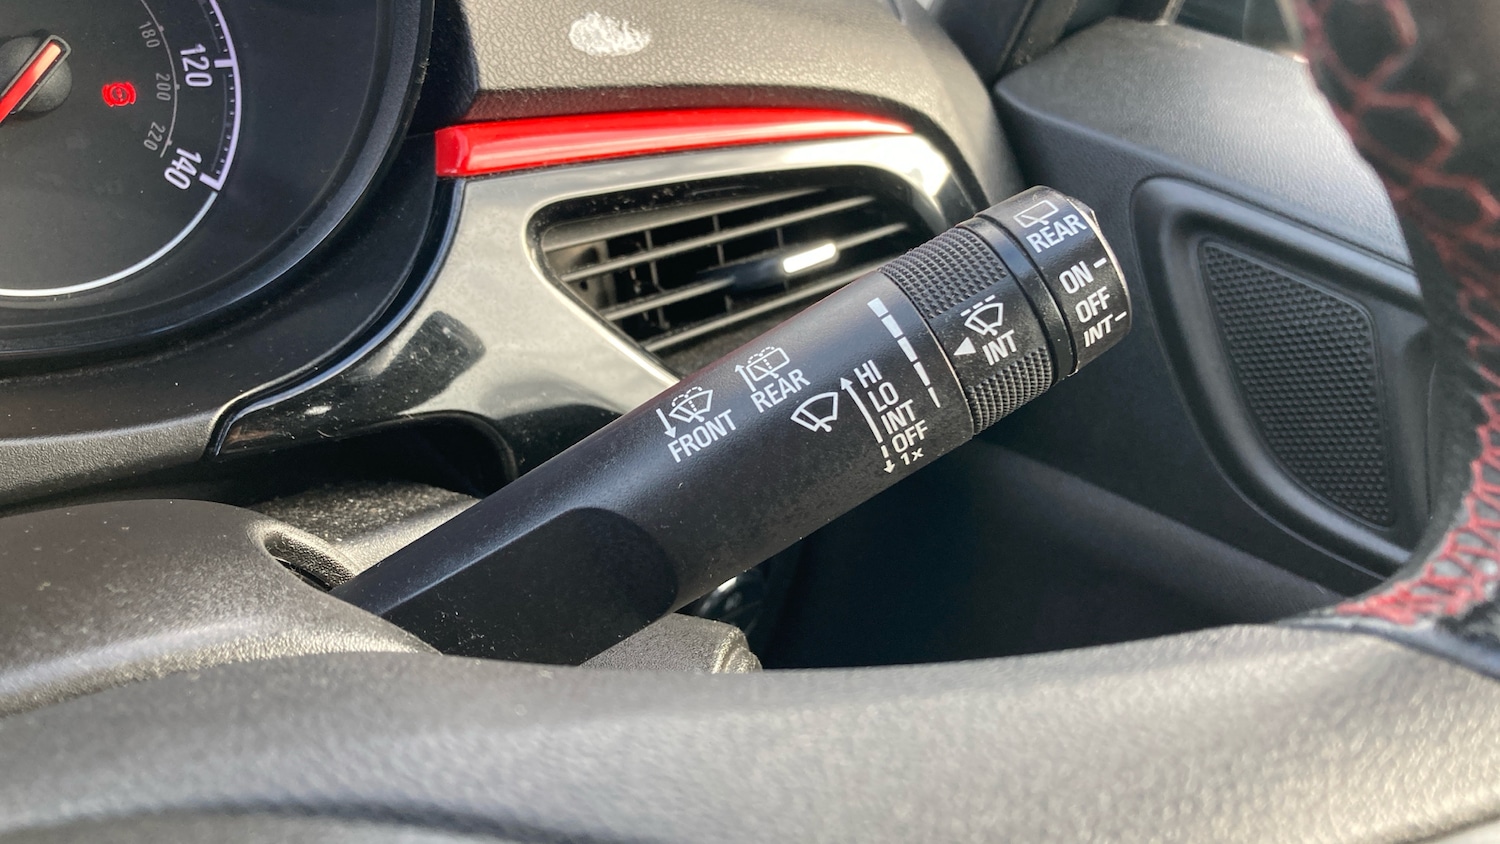 180
120
200
220
140
FRONT
REAR
HI
LO
INT
OFF
1x
INT
REAR
ON
OFF
INT